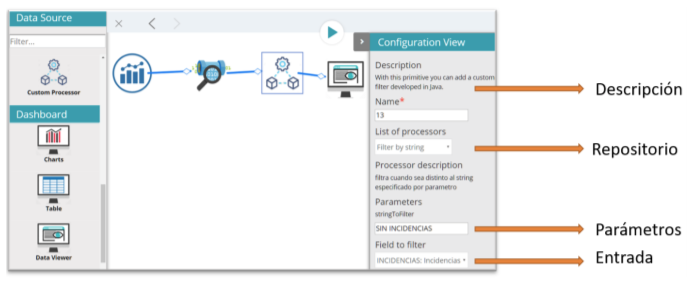 Data Source
Filter...
Custom Processor
Dashboard
Charts
Table
Data Viewer
Configuration View
Description
With this primitive you can add a custom
filter developed in Java.
Name*
13
List of processors
Filter by string
Processor description
filtra cuando sea distinto al string
especificado por parametro
Parameters
stringToFilter
SIN INCIDENCIAS
Field to filter
INCIDENCIAS: Incidencias
Descripción
Repositorio
Parámetros
Entrada